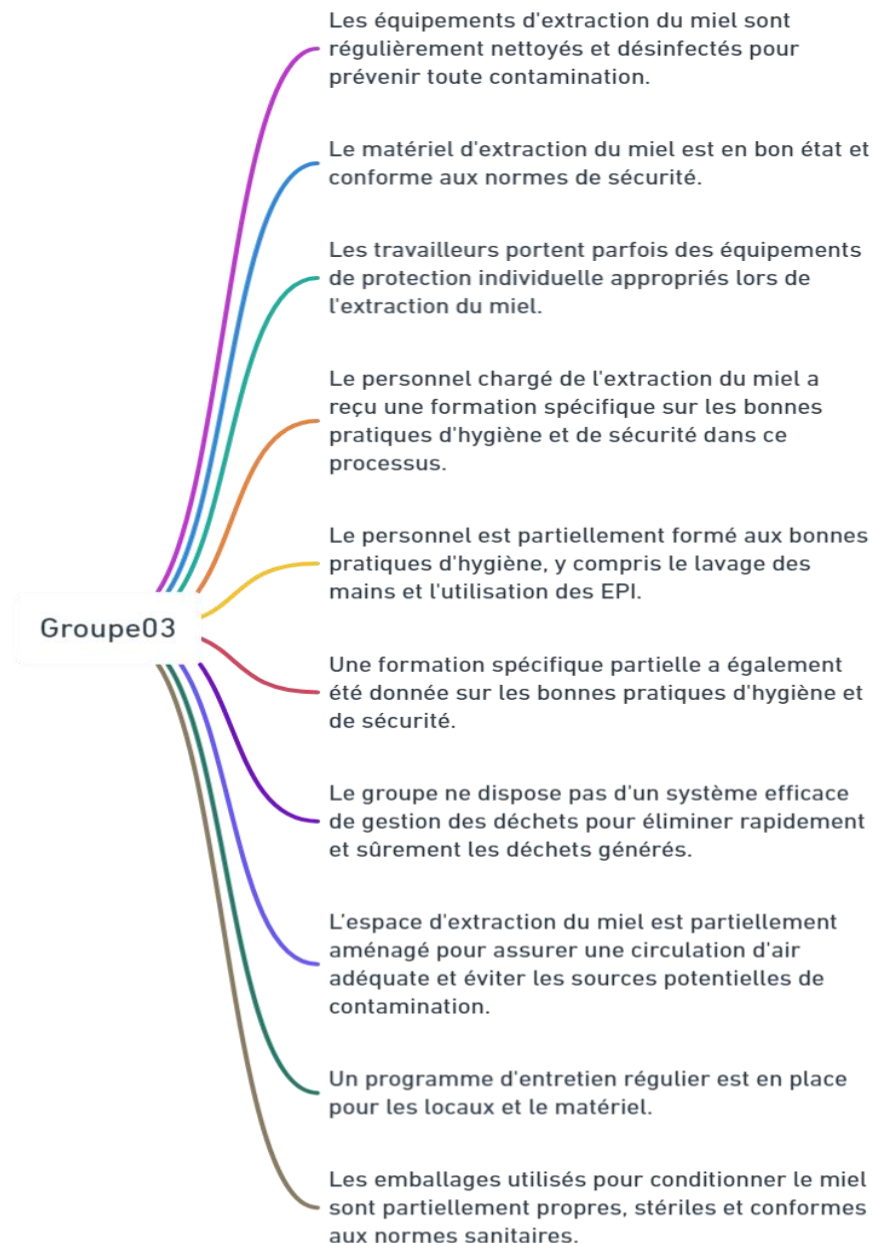 Les équipements d'extraction du miel sont
régulièrement nettoyés et désinfectés pour
prévenir toute contamination.
Le matériel d'extraction du miel est en bon état et
conforme aux normes de sécurité.
Les travailleurs portent parfois des équipements
de protection individuelle appropriés lors de
l'extraction du miel.
Le personnel chargé de l'extraction du miel a
reçu une formation spécifique sur les bonnes
pratiques d'hygiène et de sécurité dans ce
processus.
Le personnel est partiellement formé aux bonnes
pratiques d'hygiène, y compris le lavage des
mains et l'utilisation des EPI.
Groupe03
Une formation spécifique partielle a également
été donnée sur les bonnes pratiques d'hygiène et
de sécurité.
Le groupe ne dispose pas d'un système efficace
de gestion des déchets pour éliminer rapidement
et sûrement les déchets générés.
L’espace d'extraction du miel est partiellement
aménagé pour assurer une circulation d'air
adéquate et éviter les sources potentielles de
contamination.
Un programme d'entretien régulier est en place
pour les locaux et le matériel.
Les emballages utilisés pour conditionner le miel
sont partiellement propres, stériles et conformes
aux normes sanitaires.